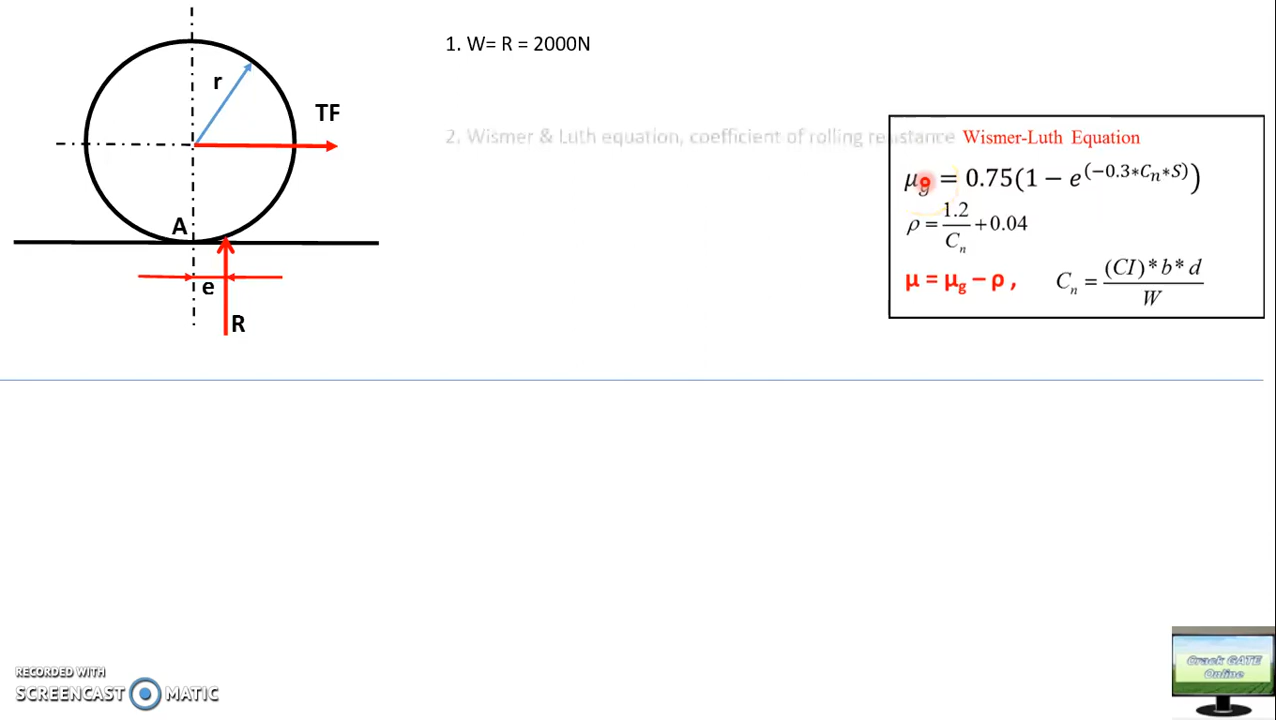 r
TF
A
e
R
1. W= R = 2000N
2. Wismer & Luth equation, coefficient of rolling resistance
Wismer-Luth Equation
μg = 0.75(1 − e^(−0.3*Cn*S))
ρ = 1.2/Cn + 0.04
μ = μg − ρ , Cn = (CI)*b*d/W
RECORDED WITH
SCREENCAST MATIC
Crack GATE
Online